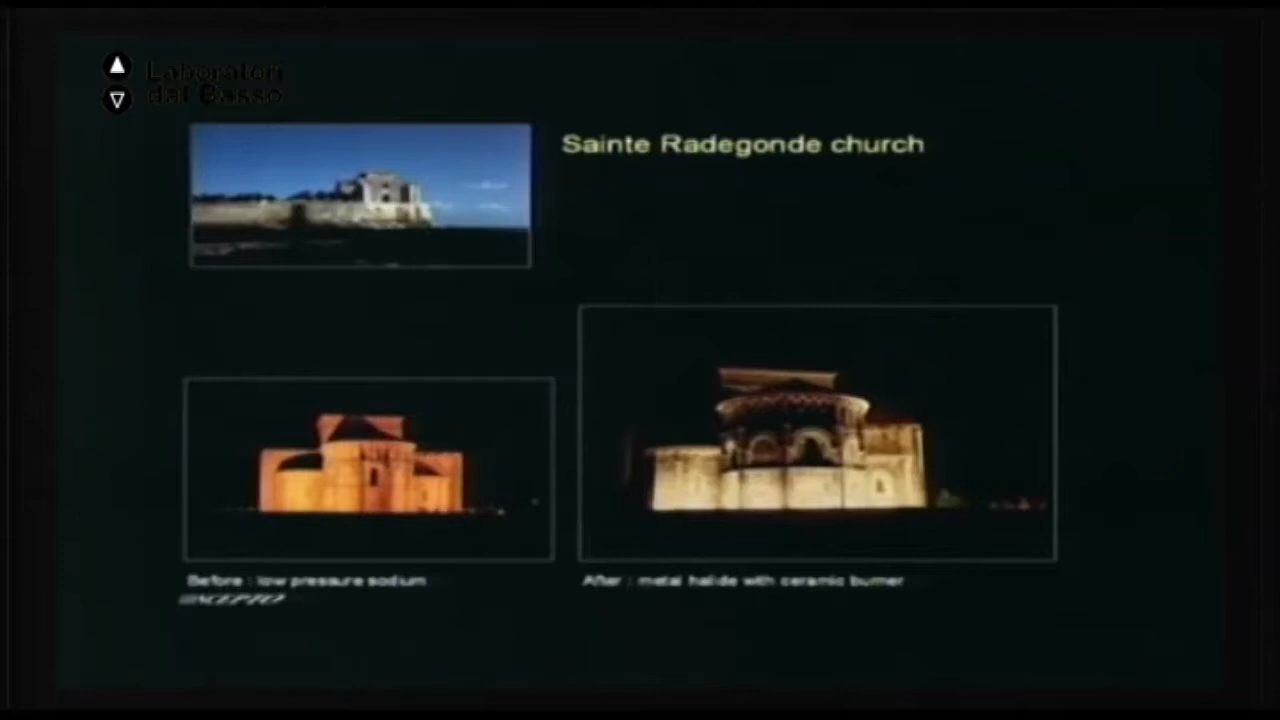 Laboratori
dal Basso
Sainte Radegonde church
Before : low pressure sodium
After : metal halide with ceramic burner